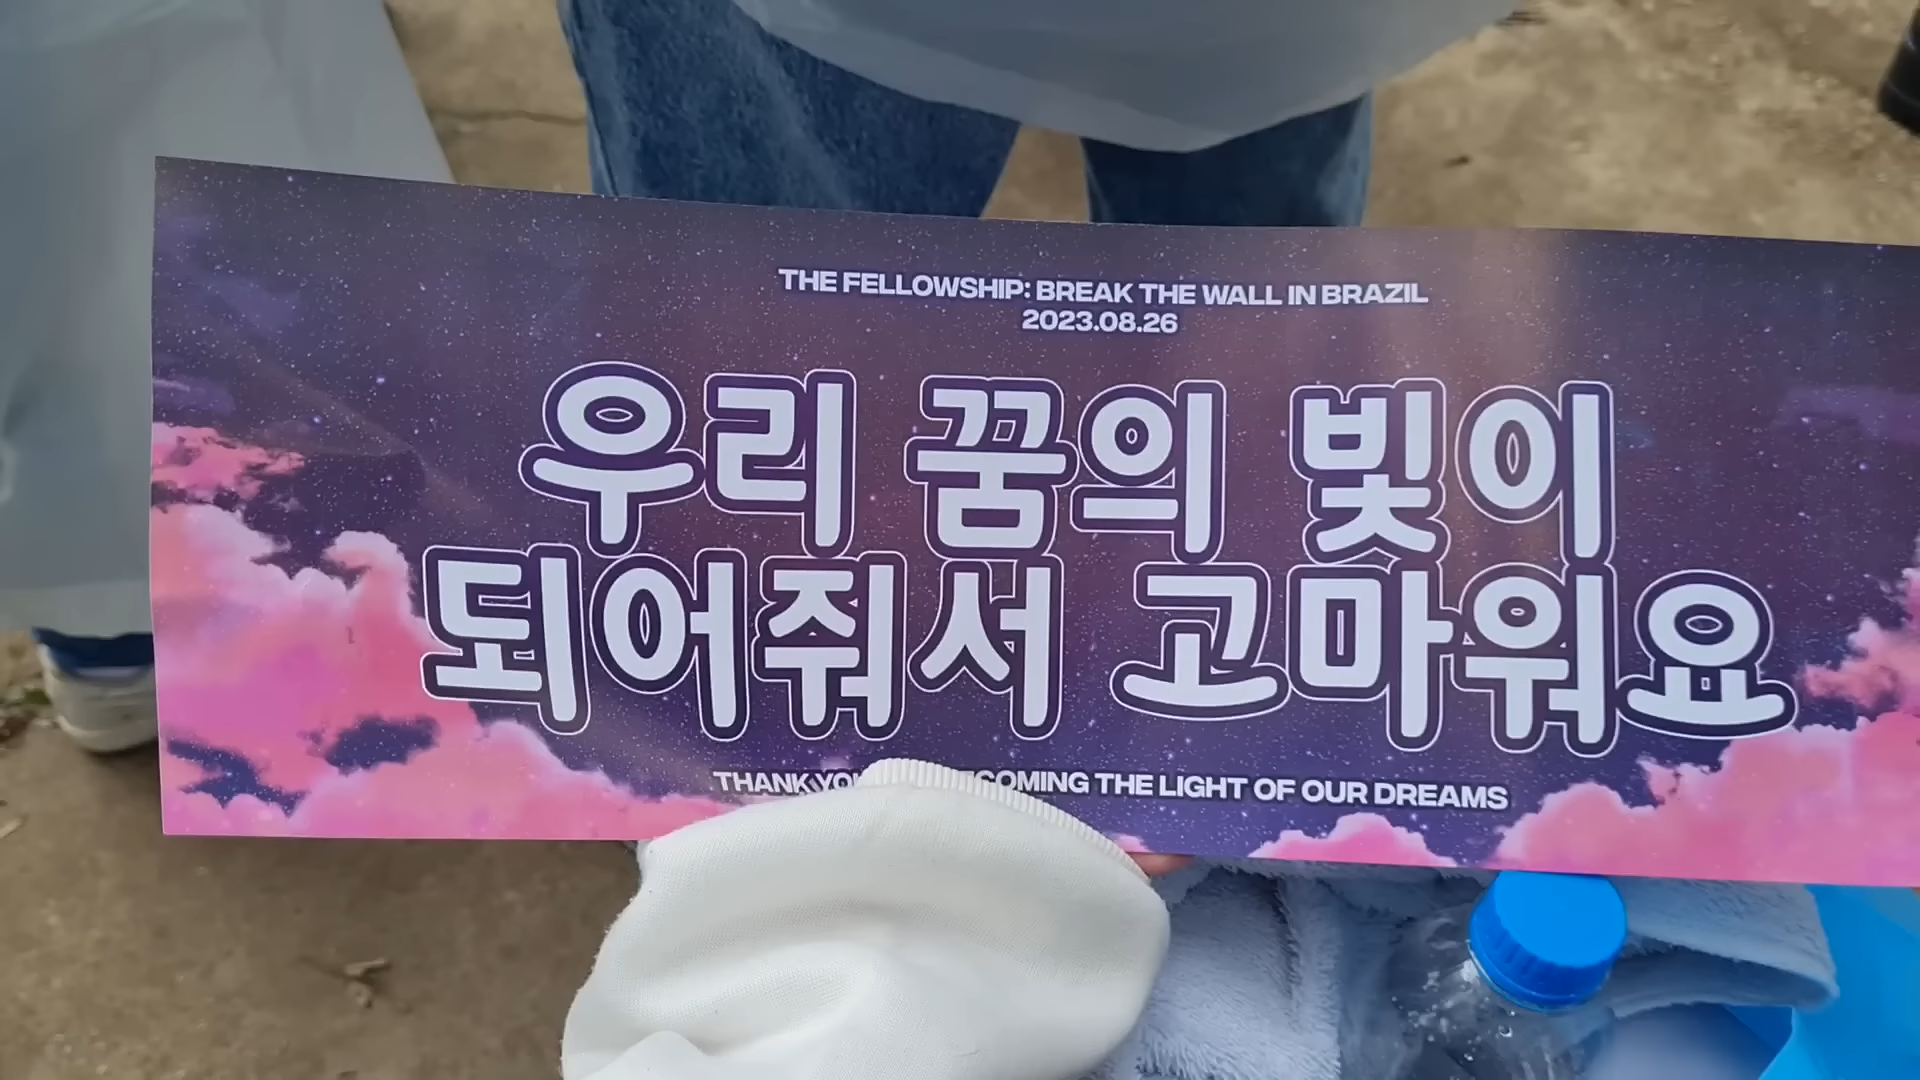 THE FELLOWSHIP: BREAK THE WALL IN BRAZIL
2023.08.26
우리 꿈의 빛이
되어줘서 고마워요
THANK COMING THE LIGHT OF OUR DREAMS